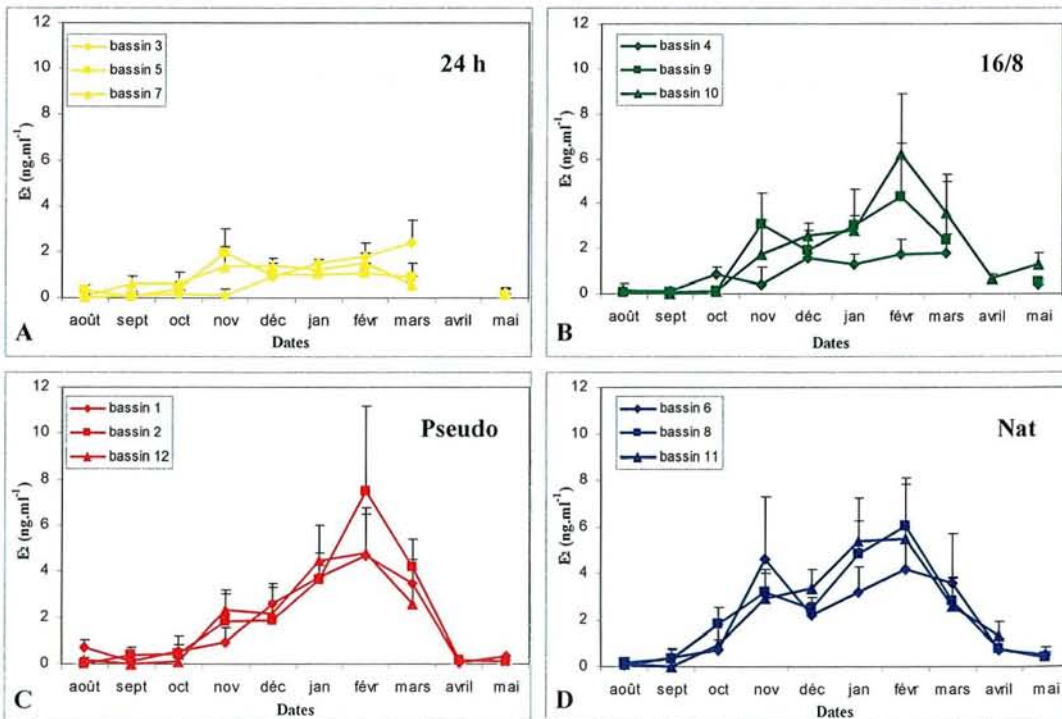 12
10
8
6
4
2
0
E₂ (ng.ml⁻¹)
bassin 3
bassin 5
bassin 7
24 h
août sept oct nov déc jan févr mars avril mai
A
Dates
12
10
8
6
4
2
0
E₂ (ng.ml⁻¹)
bassin 4
bassin 9
bassin 10
16/8
août sept oct nov déc jan févr mars avril mai
B
Dates
12
10
8
6
4
2
0
E₂ (ng.ml⁻¹)
bassin 1
bassin 2
bassin 12
Pseudo
août sept oct nov déc jan févr mars avril mai
C
Dates
12
10
8
6
4
2
0
E₂ (ng.ml⁻¹)
bassin 6
bassin 8
bassin 11
Nat
août sept oct nov déc jan févr mars avril mai
D
Dates